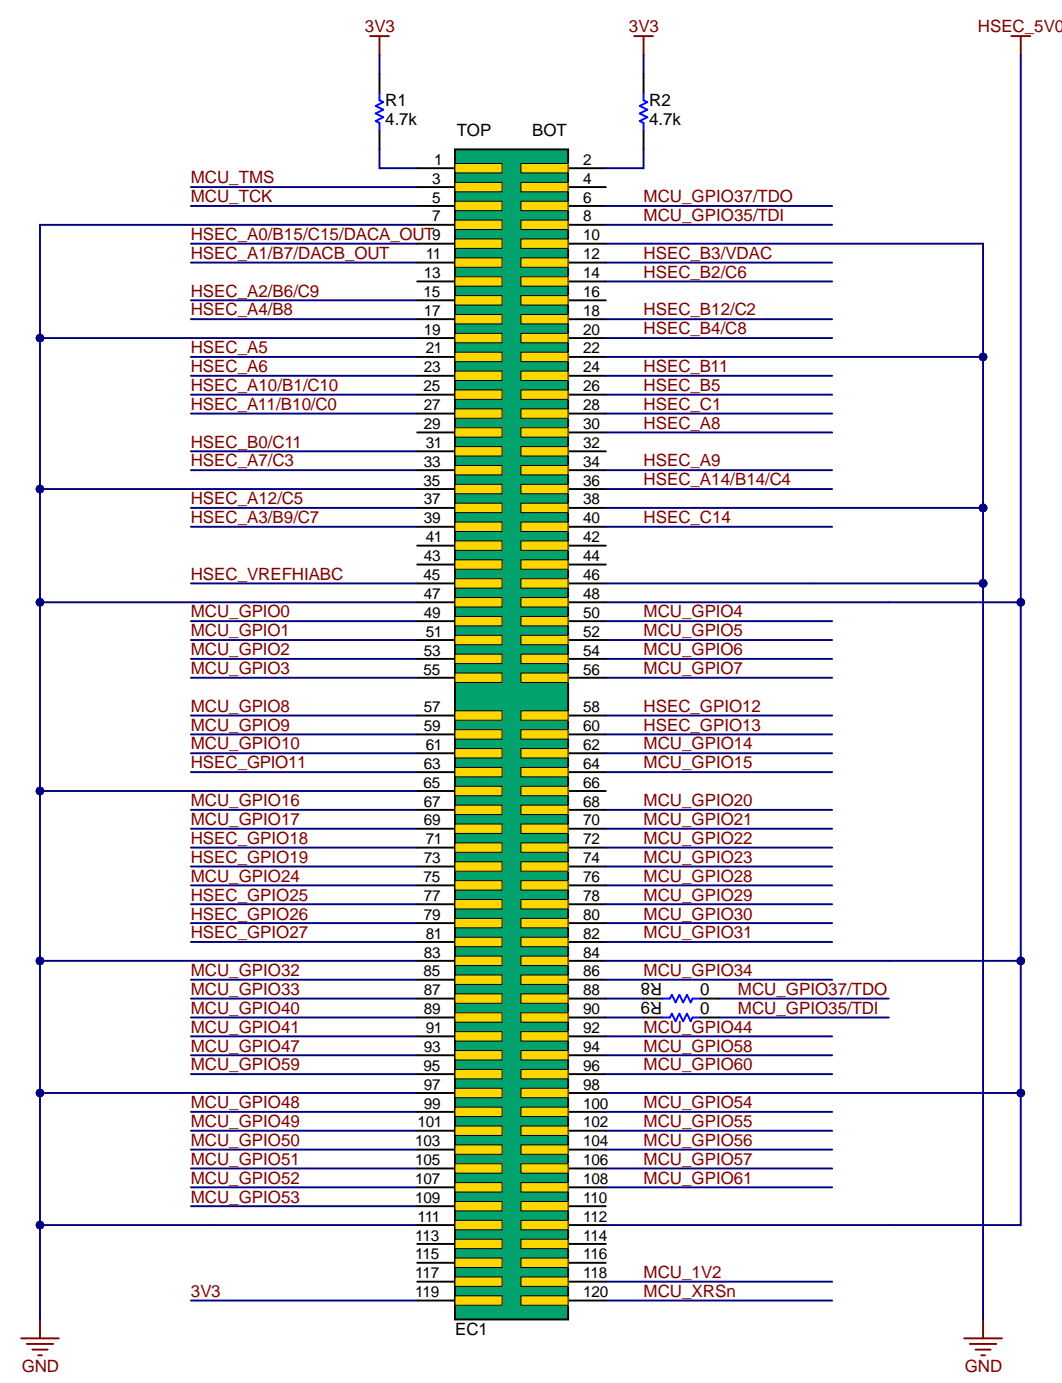 3V3 3V3 HSEC_5V0
R1 R2
4.7k 4.7k
TOP BOT
1 2
MCU_TMS 3 4
MCU_TCK 5 6 MCU_GPIO37/TDO
7 8 MCU_GPIO35/TDI
HSEC_A0/B15/C15/DACA_OUT 9 10
HSEC_A1/B7/DACB_OUT 11 12 HSEC_B3/VDAC
13 14 HSEC_B2/C6
HSEC_A2/B6/C9 15 16
HSEC_A4/B8 17 18 HSEC_B12/C2
19 20 HSEC_B4/C8
HSEC_A5 21 22
HSEC_A6 23 24 HSEC_B11
HSEC_A10/B1/C10 25 26 HSEC_B5
HSEC_A11/B10/C0 27 28 HSEC_C1
29 30 HSEC_A8
HSEC_B0/C11 31 32
HSEC_A7/C3 33 34 HSEC_A9
35 36 HSEC_A14/B14/C4
HSEC_A12/C5 37 38
HSEC_A3/B9/C7 39 40 HSEC_C14
41 42
43 44
HSEC_VREFHIABC 45 46
47 48
MCU_GPIO0 49 50 MCU_GPIO4
MCU_GPIO1 51 52 MCU_GPIO5
MCU_GPIO2 53 54 MCU_GPIO6
MCU_GPIO3 55 56 MCU_GPIO7
MCU_GPIO8 57 58 HSEC_GPIO12
MCU_GPIO9 59 60 HSEC_GPIO13
MCU_GPIO10 61 62 MCU_GPIO14
HSEC_GPIO11 63 64 MCU_GPIO15
65 66
MCU_GPIO16 67 68 MCU_GPIO20
MCU_GPIO17 69 70 MCU_GPIO21
HSEC_GPIO18 71 72 MCU_GPIO22
HSEC_GPIO19 73 74 MCU_GPIO23
MCU_GPIO24 75 76 MCU_GPIO28
HSEC_GPIO25 77 78 MCU_GPIO29
HSEC_GPIO26 79 80 MCU_GPIO30
HSEC_GPIO27 81 82 MCU_GPIO31
83 84
MCU_GPIO32 85 86 MCU_GPIO34
MCU_GPIO33 87 88 R8 0 MCU_GPIO37/TDO
MCU_GPIO40 89 90 R9 0 MCU_GPIO35/TDI
MCU_GPIO41 91 92 MCU_GPIO44
MCU_GPIO47 93 94 MCU_GPIO58
MCU_GPIO59 95 96 MCU_GPIO60
97 98
MCU_GPIO48 99 100 MCU_GPIO54
MCU_GPIO49 101 102 MCU_GPIO55
MCU_GPIO50 103 104 MCU_GPIO56
MCU_GPIO51 105 106 MCU_GPIO57
MCU_GPIO52 107 108 MCU_GPIO61
MCU_GPIO53 109 110
111 112
113 114
115 116
117 118 MCU_1V2
3V3 119 120 MCU_XRSn
EC1
GND GND